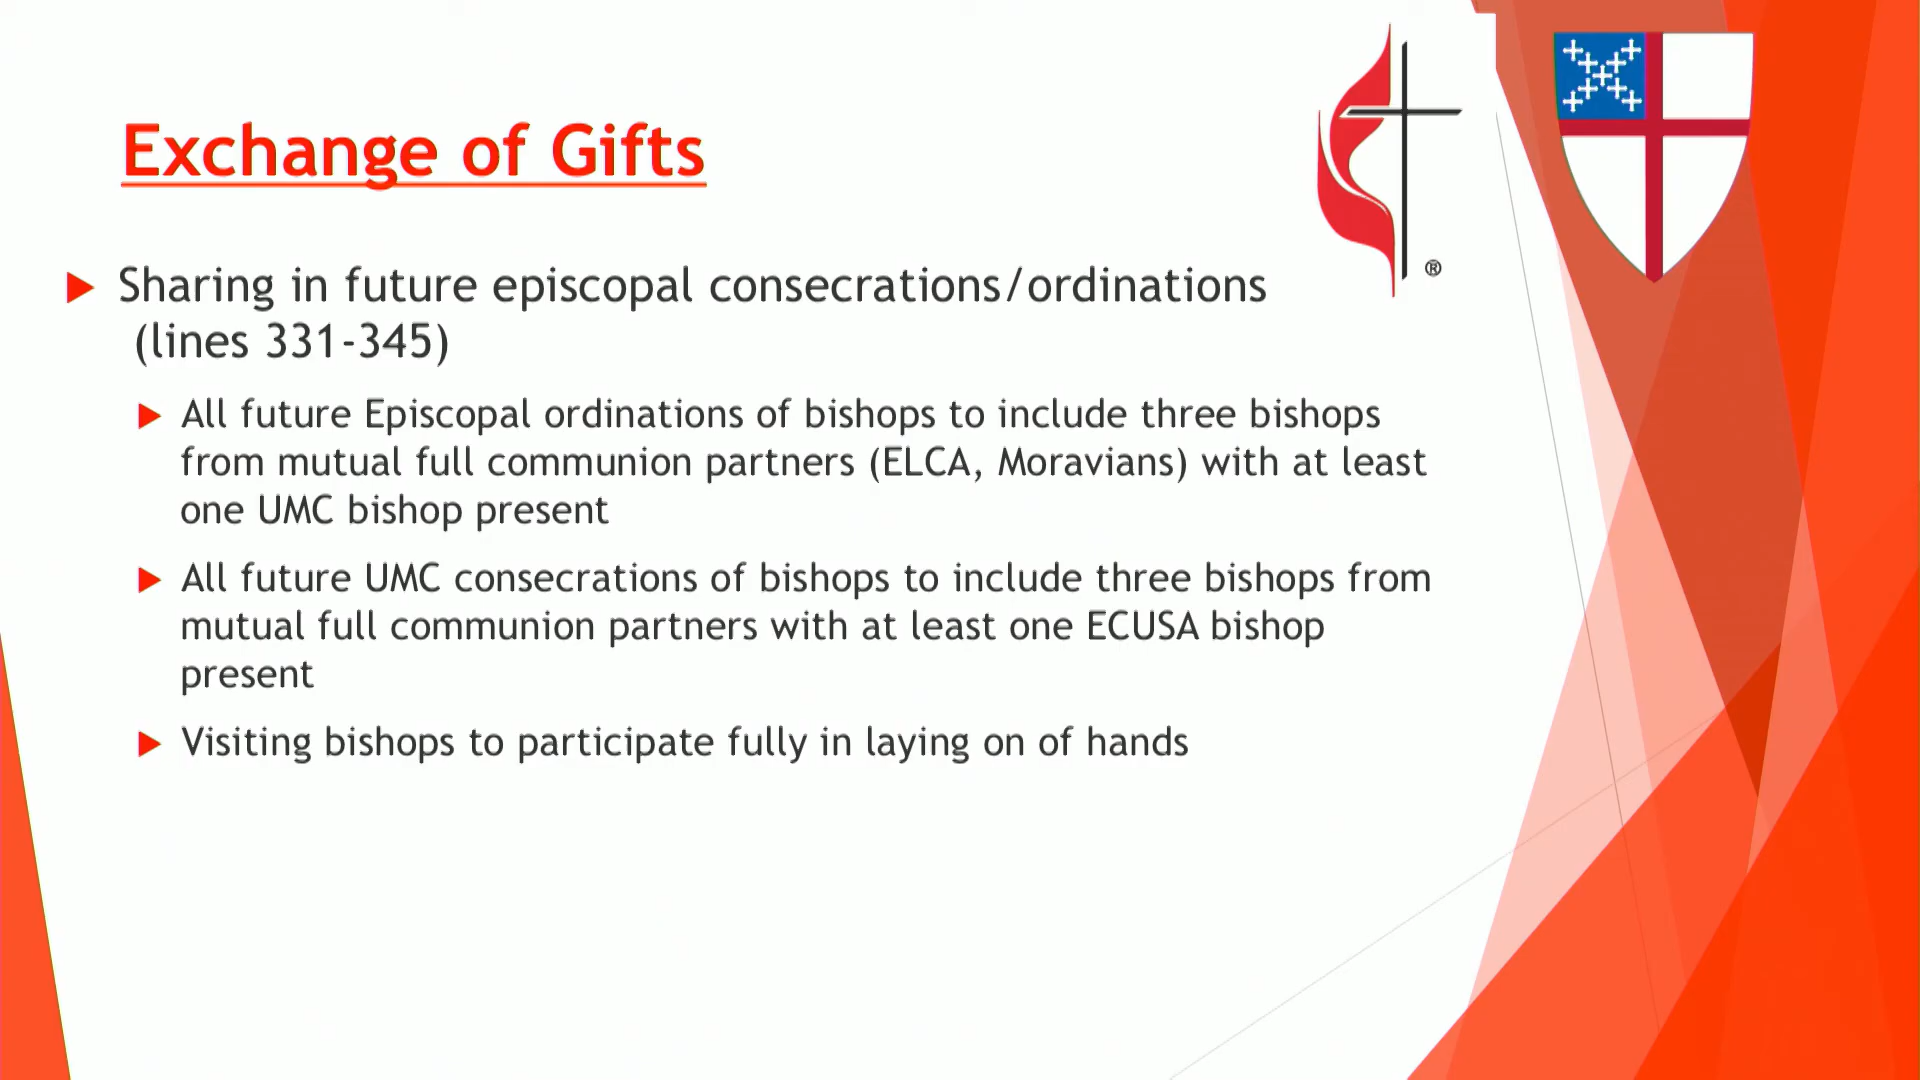 Exchange of Gifts
Sharing in future episcopal consecrations/ordinations
(lines 331-345)
All future Episcopal ordinations of bishops to include three bishops
from mutual full communion partners (ELCA, Moravians) with at least
one UMC bishop present
All future UMC consecrations of bishops to include three bishops from
mutual full communion partners with at least one ECUSA bishop
present
Visiting bishops to participate fully in laying on of hands
®